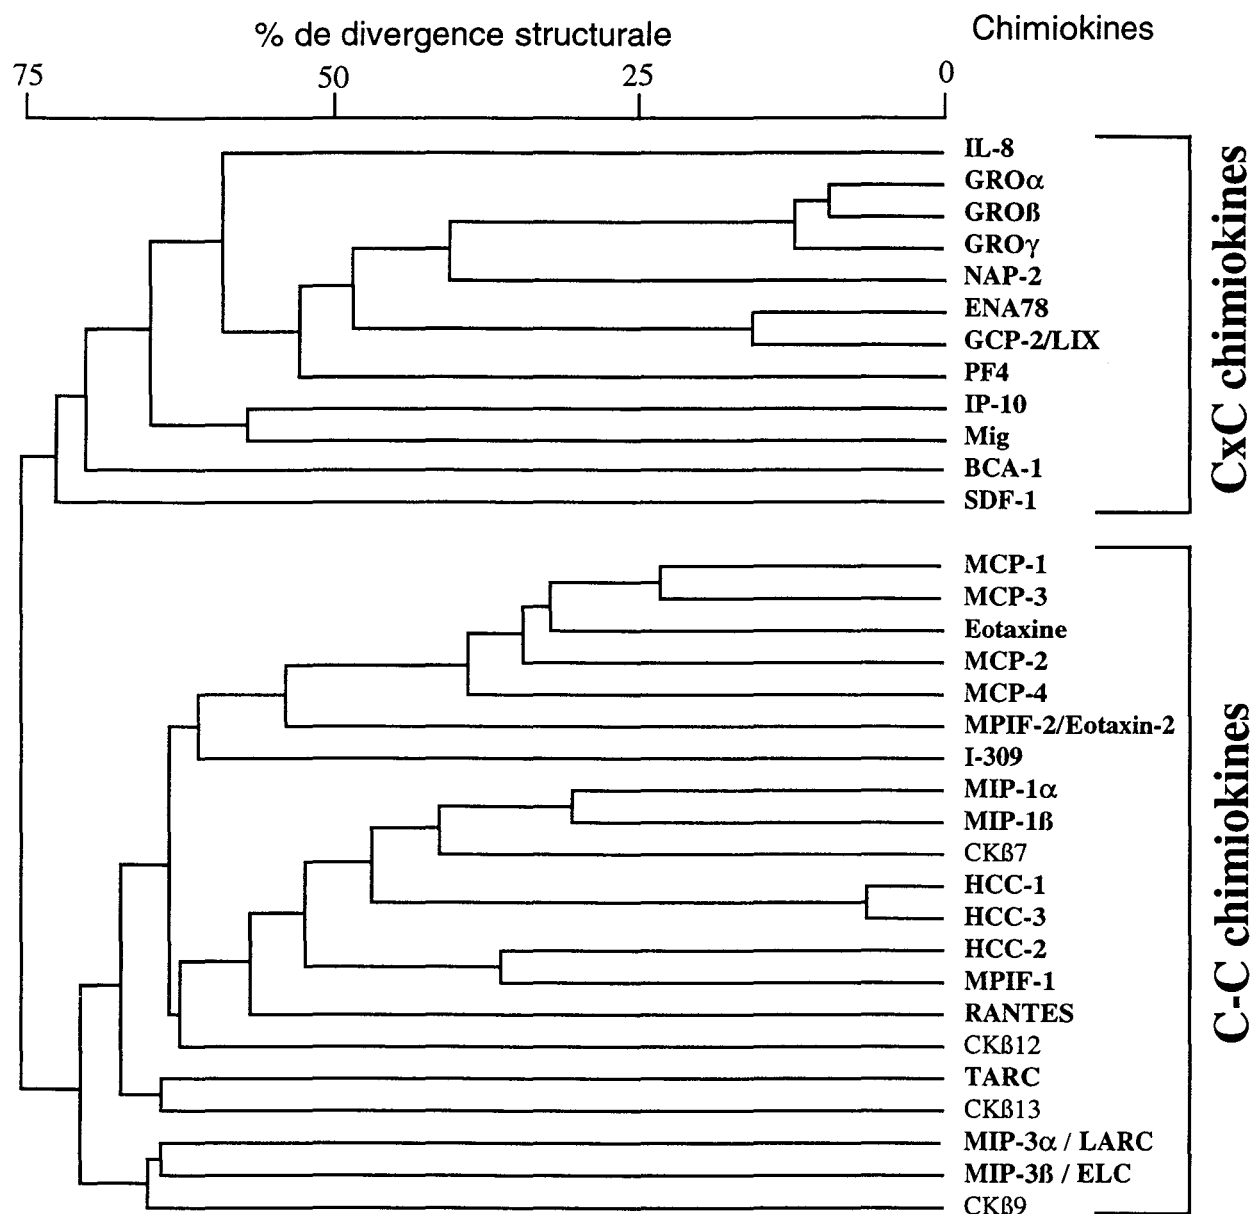 % de divergence structurale
Chimiokines
75
50
25
0
IL-8
GROα
GROß
GROγ
NAP-2
ENA78
GCP-2/LIX
PF4
IP-10
Mig
BCA-1
SDF-1
CxC chimiokines
MCP-1
MCP-3
Eotaxine
MCP-2
MCP-4
MPIF-2/Eotaxin-2
I-309
MIP-1α
MIP-1ß
CKß7
HCC-1
HCC-3
HCC-2
MPIF-1
RANTES
CKß12
TARC
CKß13
MIP-3α / LARC
MIP-3ß / ELC
CKß9
C-C chimiokines